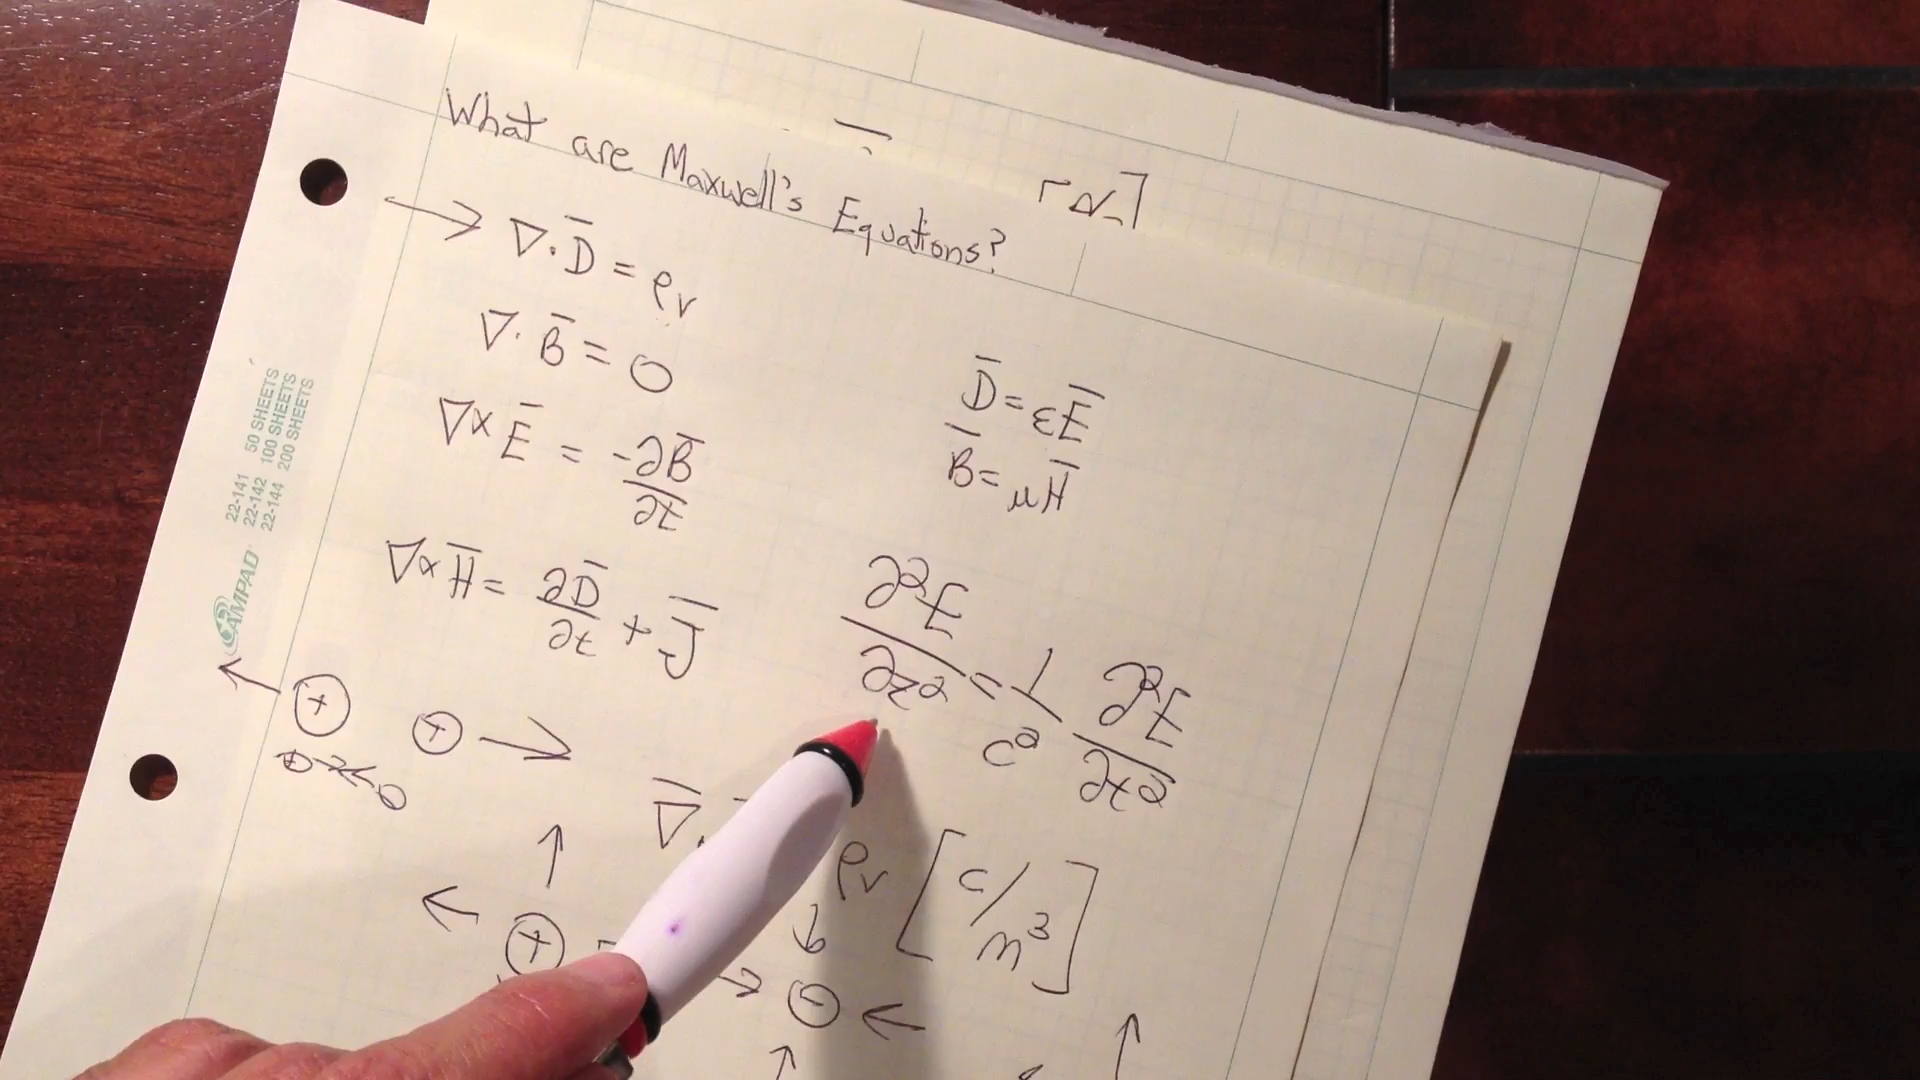 What are Maxwell's Equations?
∇·D̅ = ρv
∇·B̅ = 0
∇×E̅ = -∂B̅/∂t
∇×H̅ = ∂D̅/∂t + J̅
D̅=εE̅
B̅=μH̅
∂²E/∂z² = 1/c² ∂²E/∂t²
∇̅.
ρv [C/m³]
+
+
+
-
22-141 50 SHEETS
22-142 100 SHEETS
22-144 200 SHEETS
AMPAD